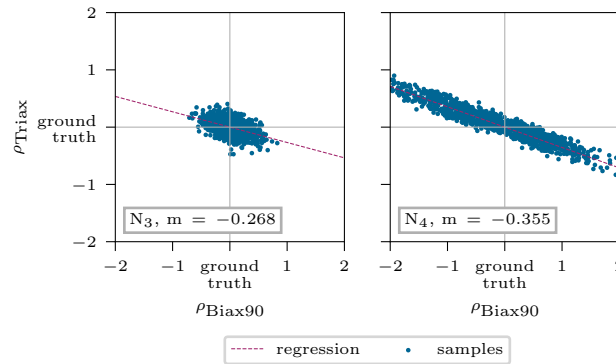 2
1
ground
truth
−1
−2
ρTriax
N3, m = −0.268
N4, m = −0.355
−2 −1 ground truth 1 2
−2 −1 ground truth 1
ρBiax90 ρBiax90
regression samples